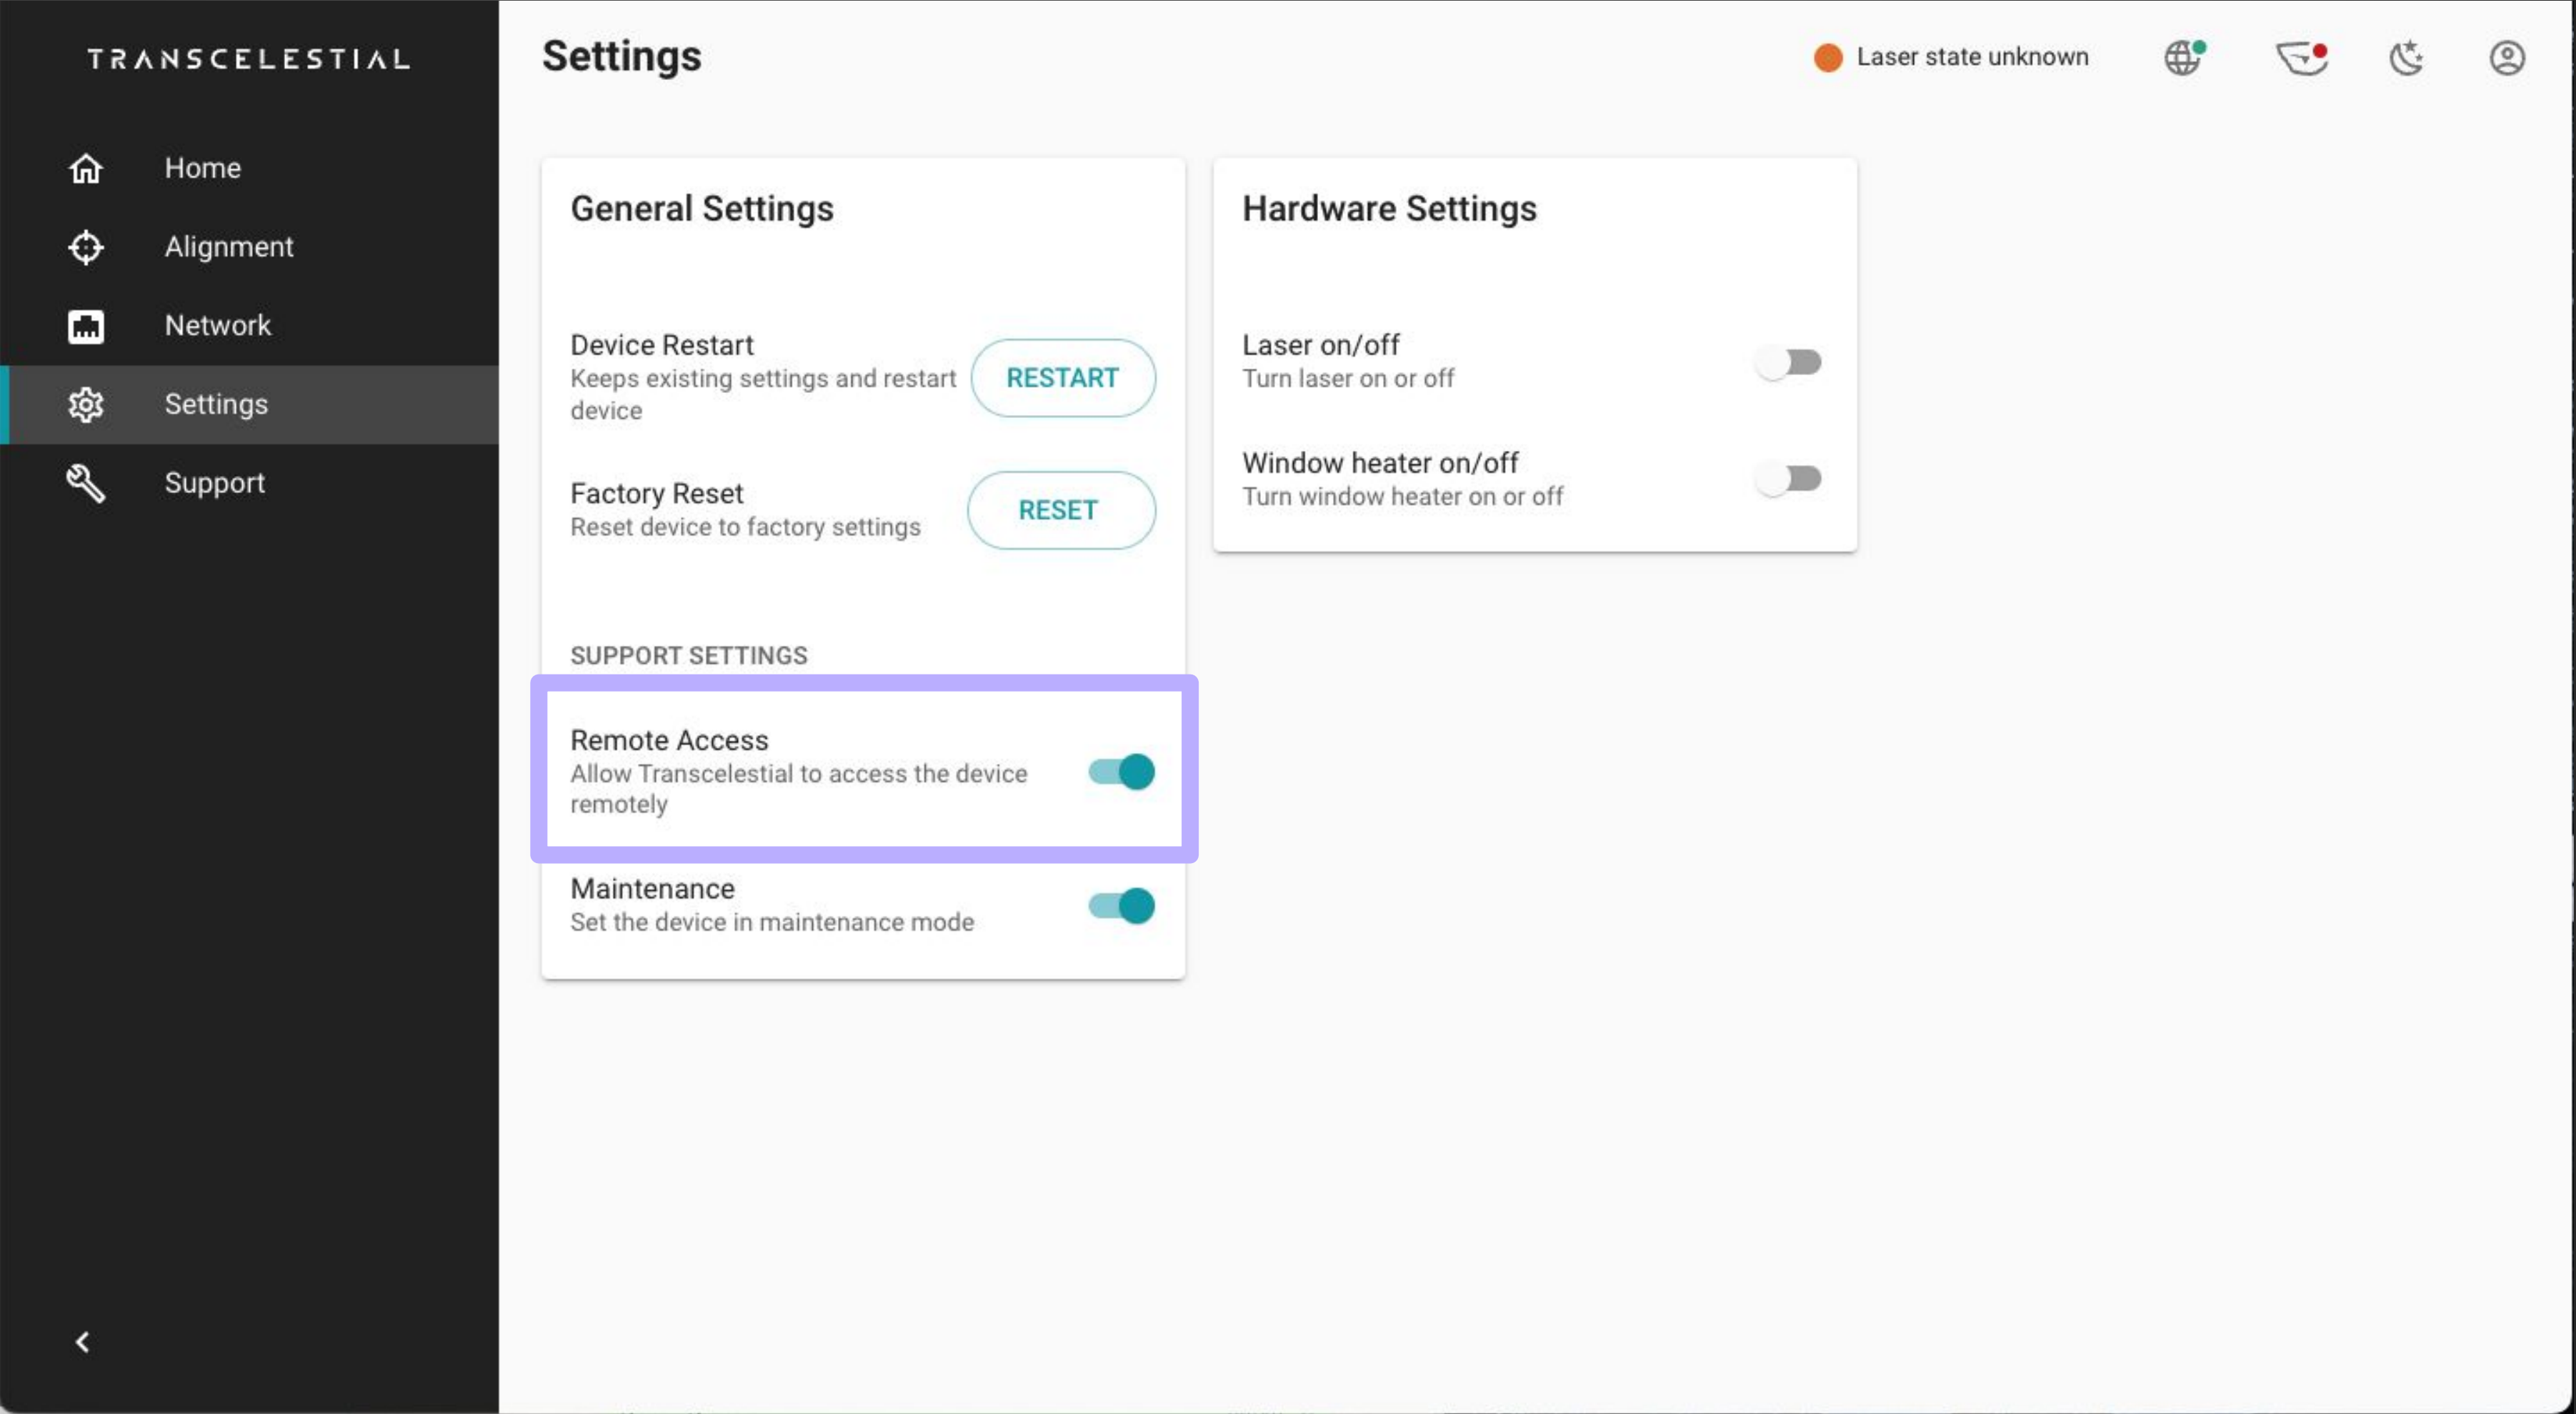 TRANSCELESTIAL
Settings
Laser state unknown
Home
Alignment
Network
Settings
Support
General Settings
Device Restart
Keeps existing settings and restart
device
RESTART
Factory Reset
Reset device to factory settings
RESET
SUPPORT SETTINGS
Remote Access
Allow Transcelestial to access the device
remotely
Maintenance
Set the device in maintenance mode
Hardware Settings
Laser on/off
Turn laser on or off
Window heater on/off
Turn window heater on or off